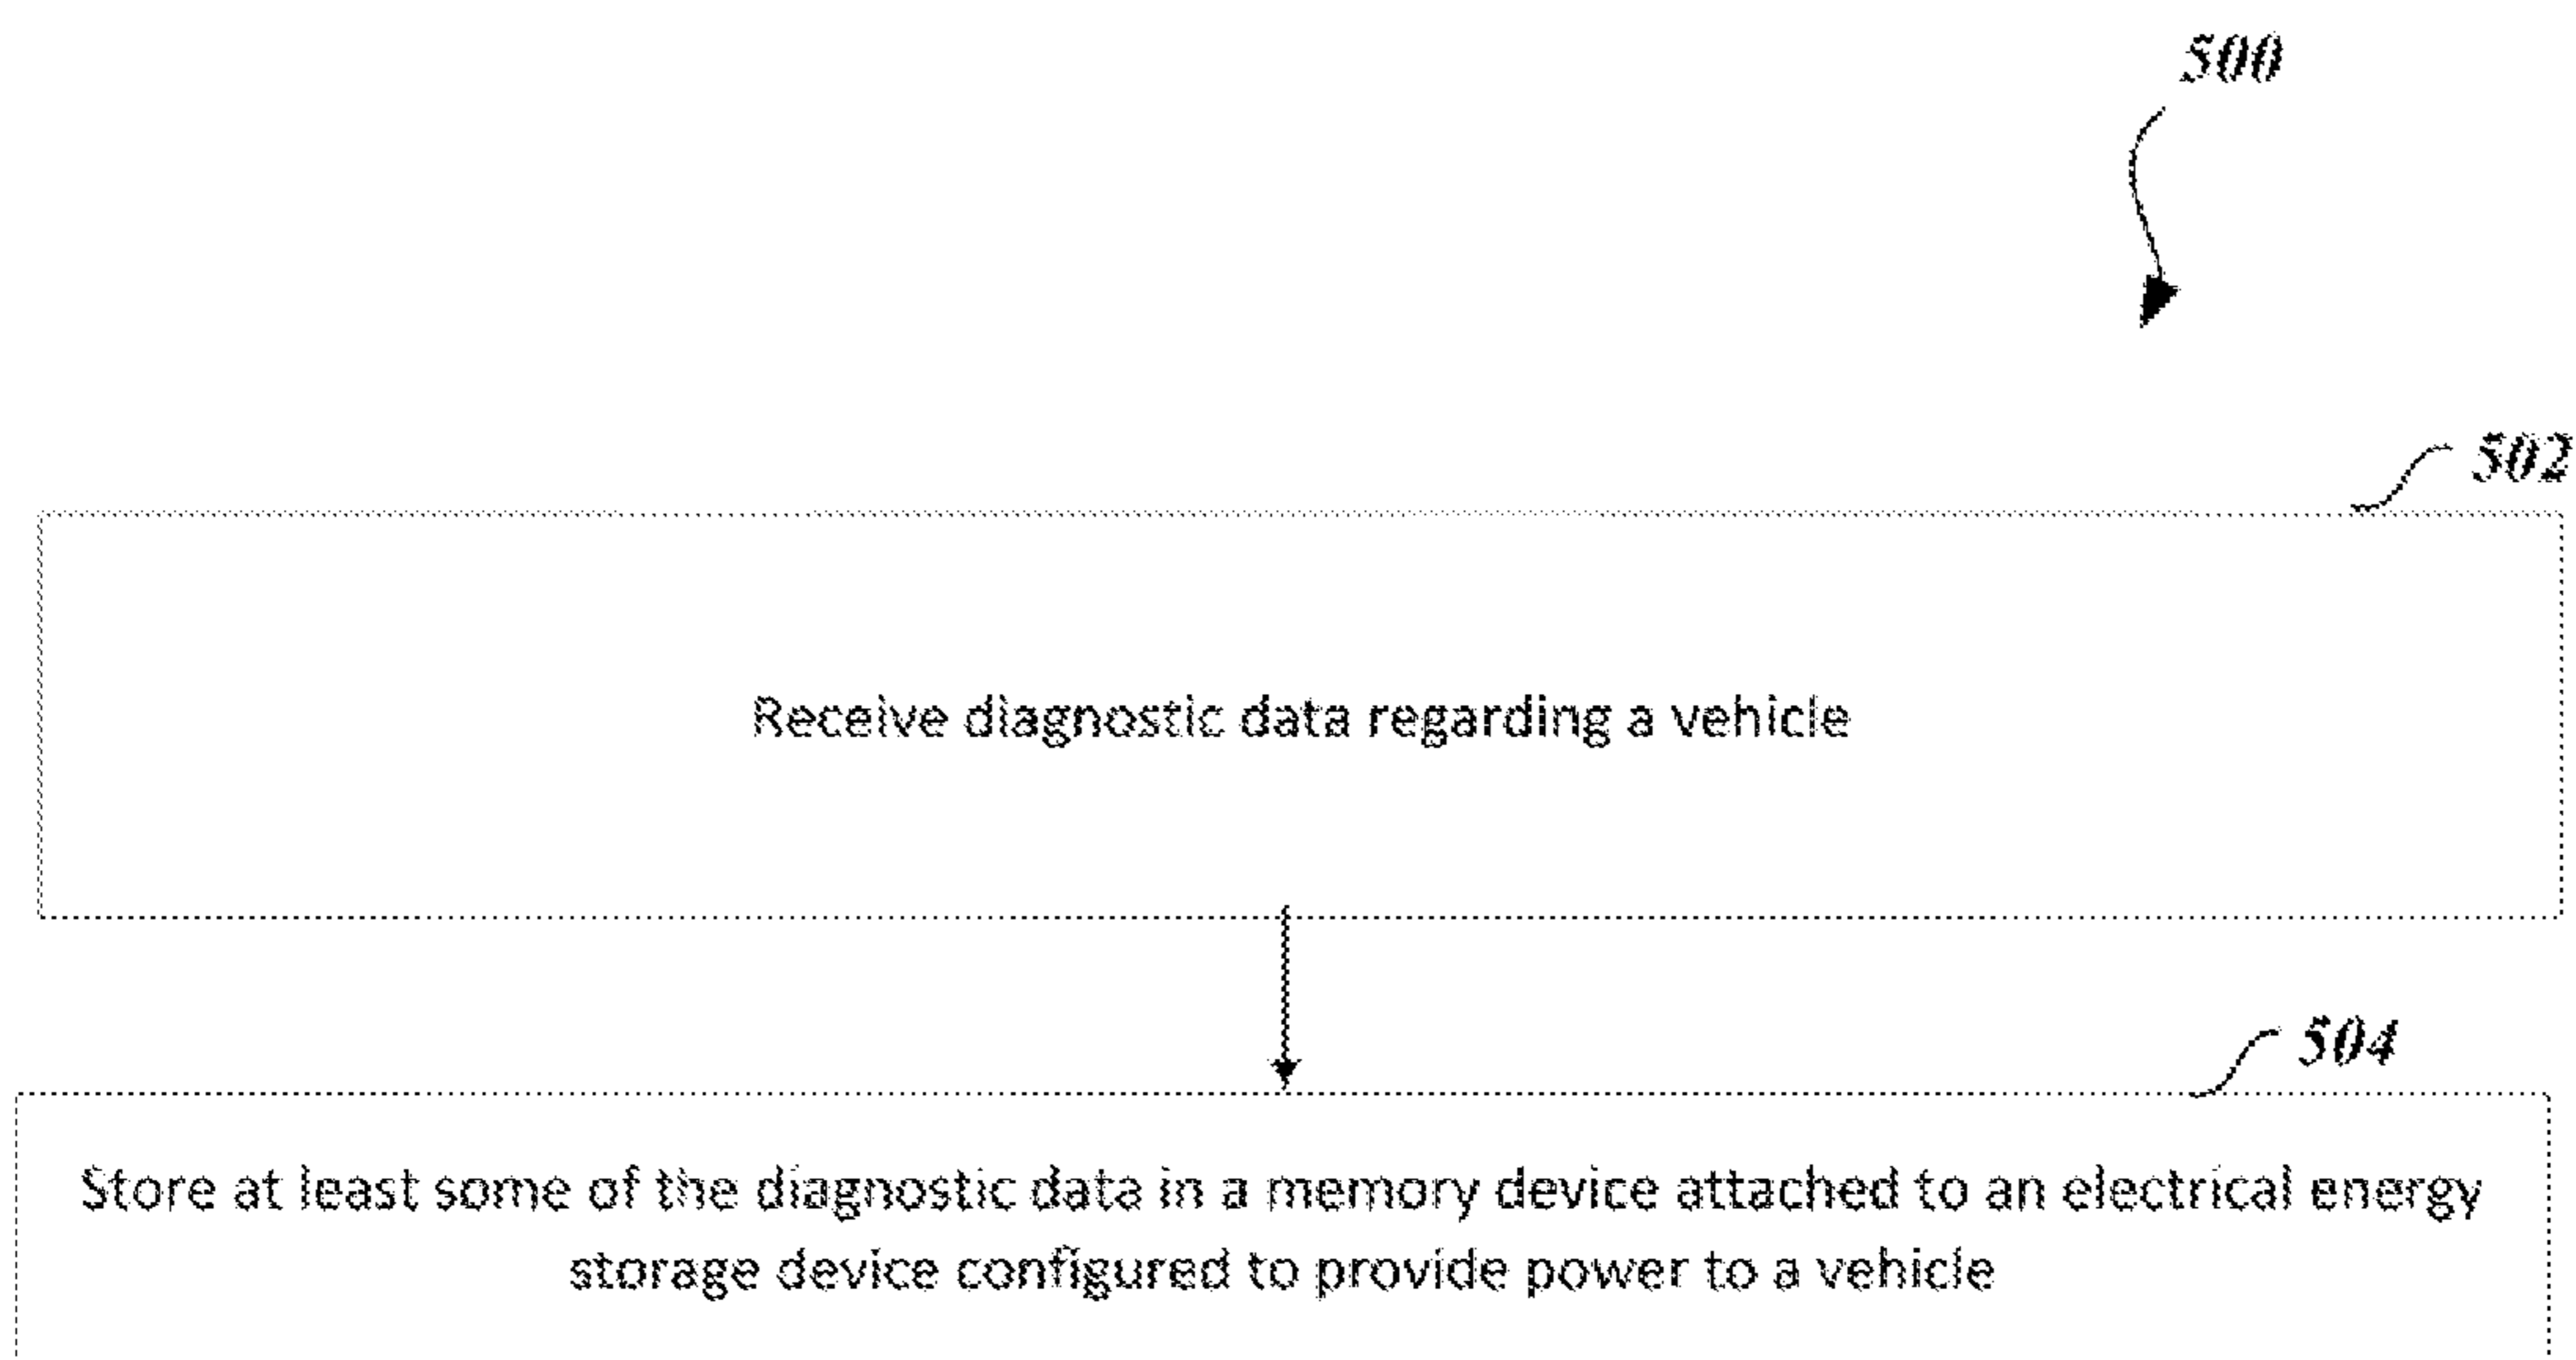 500
502
Receive diagnostic data regarding a vehicle
504
Store at least some of the diagnostic data in a memory device attached to an electrical energy
storage device configured to provide power to a vehicle